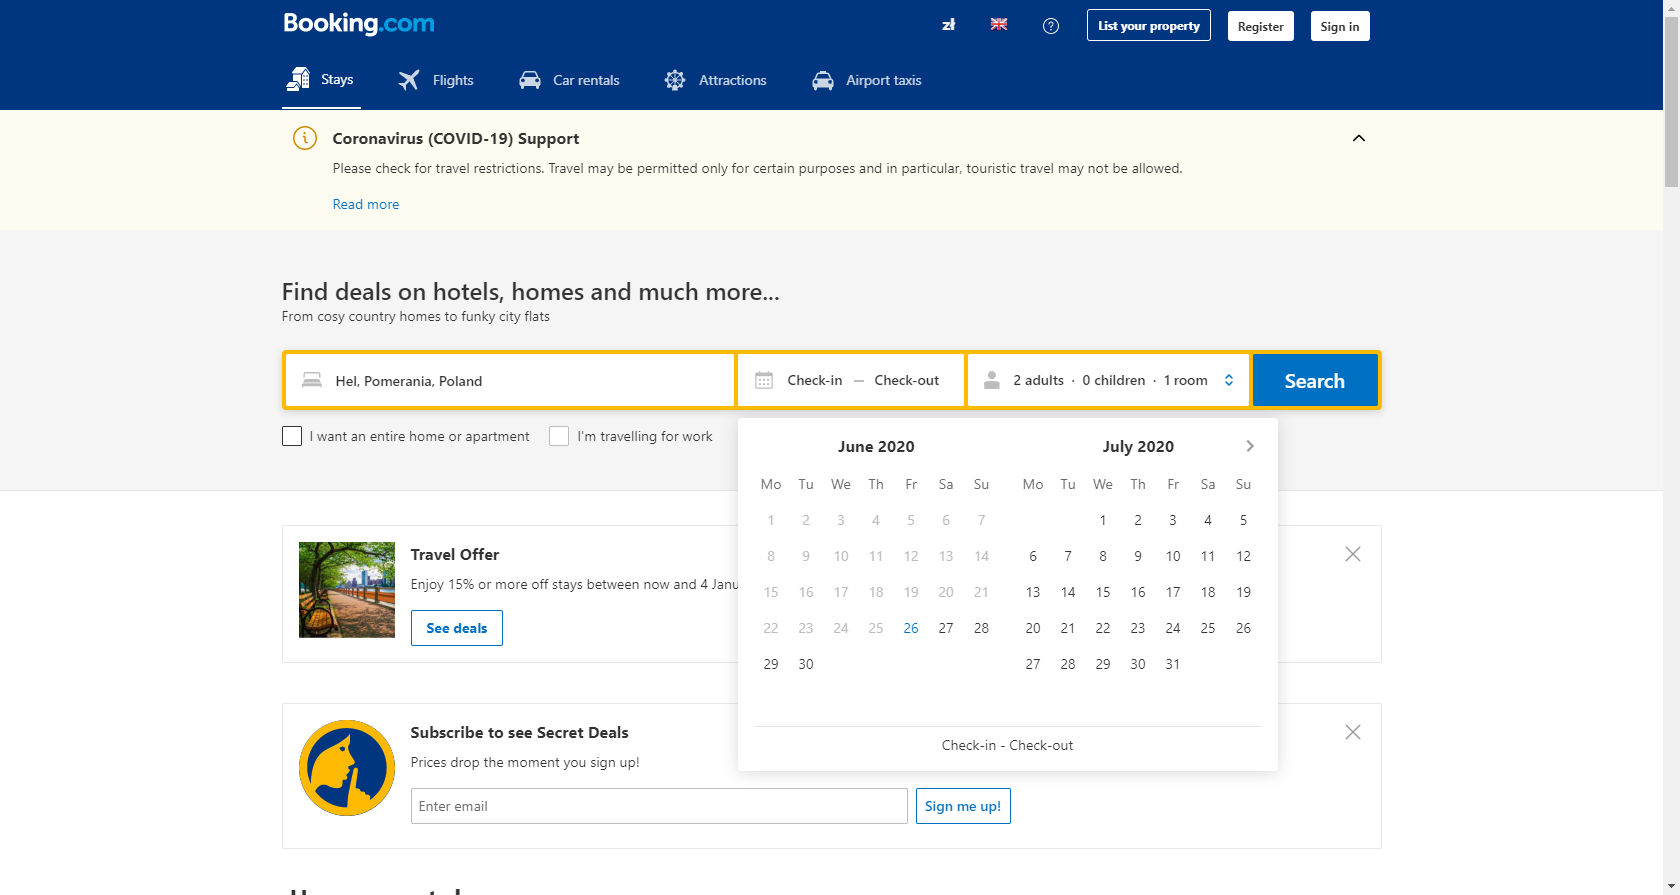 Booking.com
zł
List your property
Register
Sign in
Stays
Flights
Car rentals
Attractions
Airport taxis
Coronavirus (COVID-19) Support
Please check for travel restrictions. Travel may be permitted only for certain purposes and in particular, touristic travel may not be allowed.
Read more
Find deals on hotels, homes and much more...
From cosy country homes to funky city flats
Hel, Pomerania, Poland
Check-in — Check-out
2 adults · 0 children · 1 room
Search
I want an entire home or apartment
I'm travelling for work
June 2020
Mo Tu We Th Fr Sa Su
1 2 3 4 5 6 7
8 9 10 11 12 13 14
15 16 17 18 19 20 21
22 23 24 25 26 27 28
29 30
July 2020
Mo Tu We Th Fr Sa Su
1 2 3 4 5
6 7 8 9 10 11 12
13 14 15 16 17 18 19
20 21 22 23 24 25 26
27 28 29 30 31
Check-in - Check-out
Travel Offer
Enjoy 15% or more off stays between now and 4 Janu
See deals
Subscribe to see Secret Deals
Prices drop the moment you sign up!
Enter email
Sign me up!